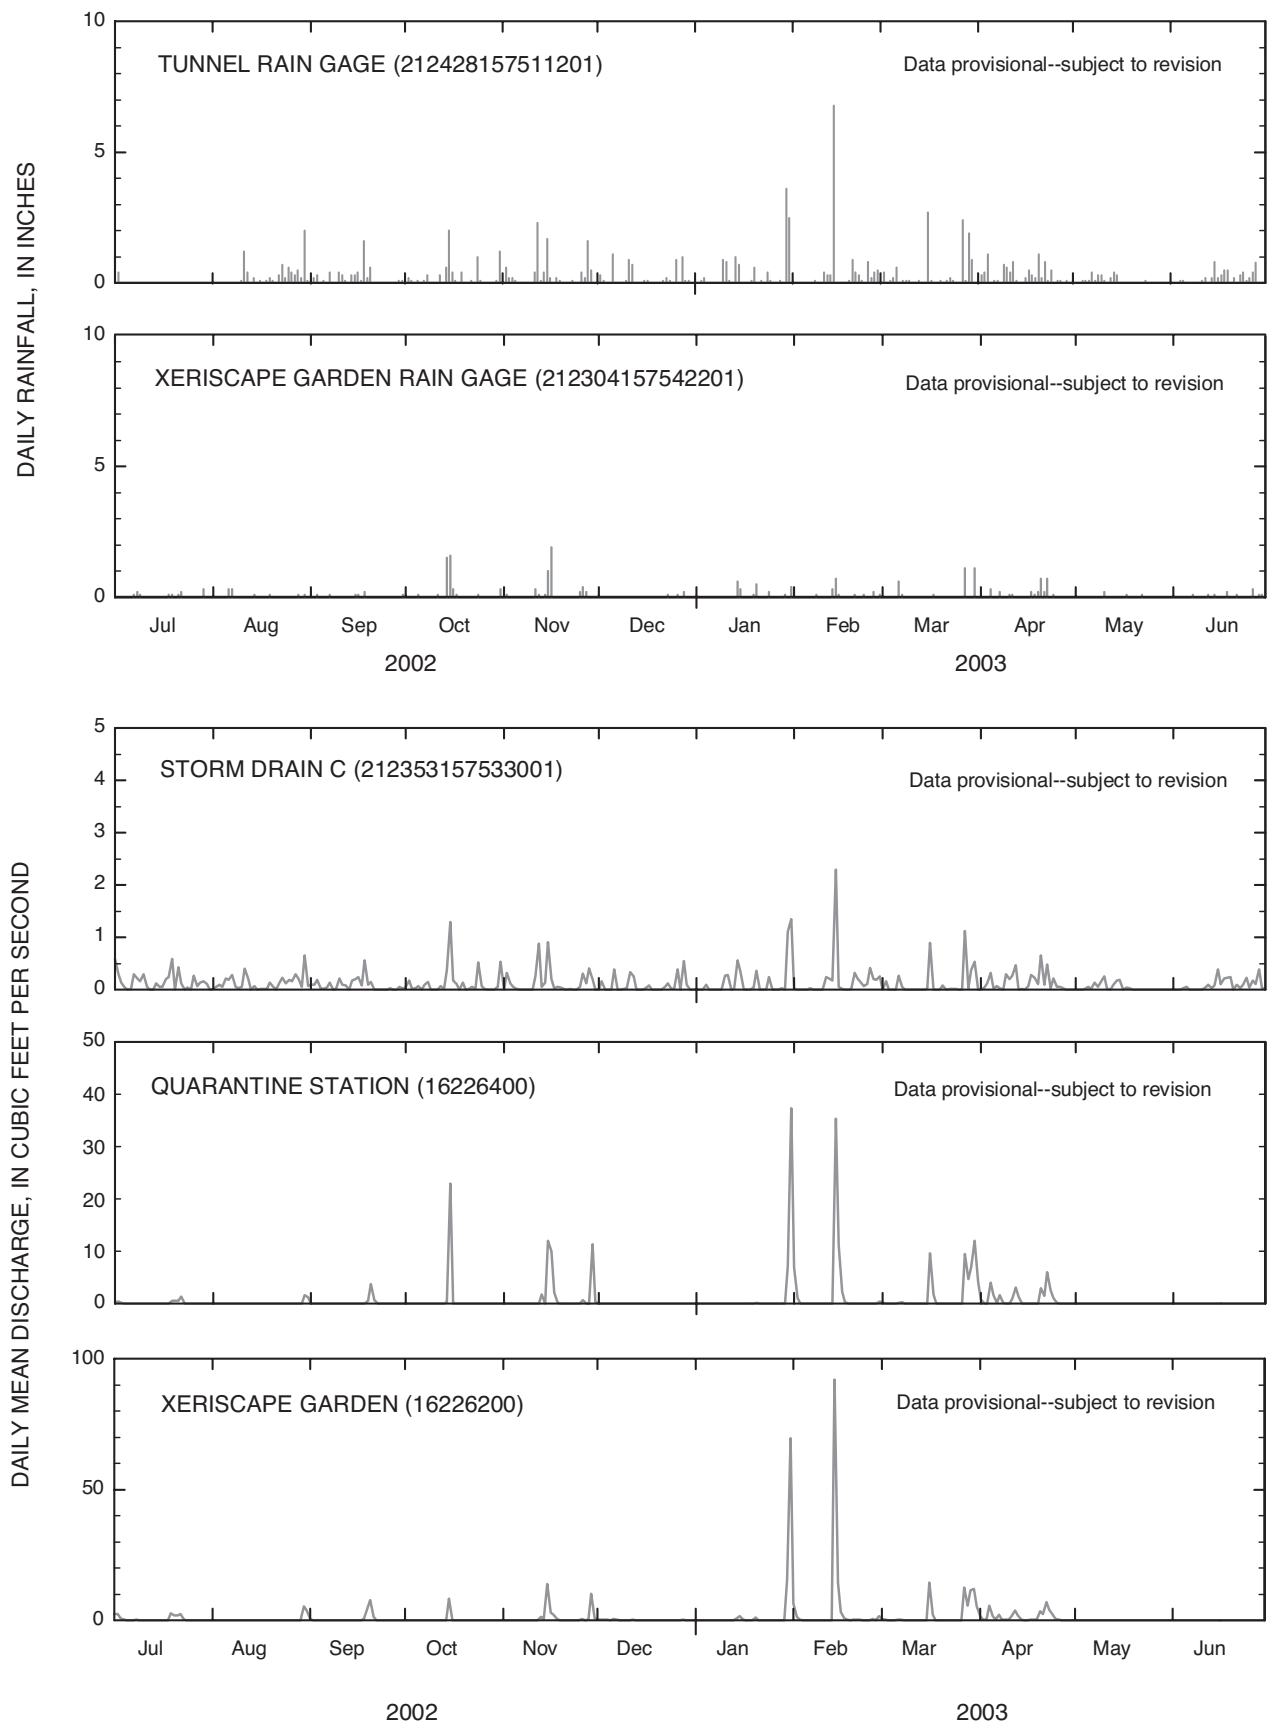 DAILY RAINFALL, IN INCHES
10
5
0
TUNNEL RAIN GAGE (212428157511201)
Data provisional--subject to revision
10
5
0
XERISCAPE GARDEN RAIN GAGE (212304157542201)
Data provisional--subject to revision
Jul Aug Sep Oct Nov Dec Jan Feb Mar Apr May Jun
2002 2003
DAILY MEAN DISCHARGE, IN CUBIC FEET PER SECOND
5
4
3
2
1
0
STORM DRAIN C (212353157533001)
Data provisional--subject to revision
50
40
30
20
10
0
QUARANTINE STATION (16226400)
Data provisional--subject to revision
100
50
0
XERISCAPE GARDEN (16226200)
Data provisional--subject to revision
Jul Aug Sep Oct Nov Dec Jan Feb Mar Apr May Jun
2002 2003